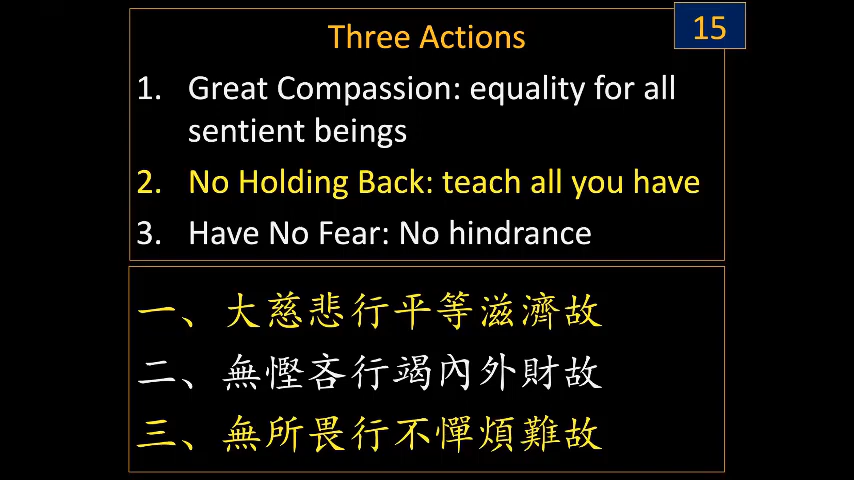 Three Actions
15
1. Great Compassion: equality for all
sentient beings
2. No Holding Back: teach all you have
3. Have No Fear: No hindrance
一、大慈悲行平等滋濟故
二、無慳吝行竭內外財故
三、無所畏行不憚煩難故